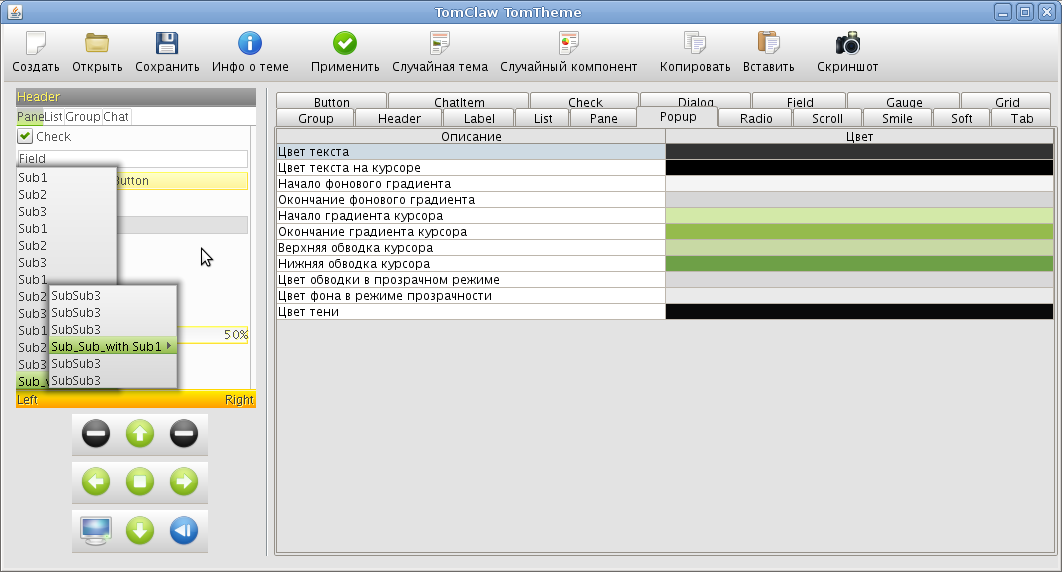 TomClaw TomTheme
Создать Открыть Сохранить Инфо о теме Применить Случайная тема Случайный компонент Копировать Вставить Скриншот
Header
Pane List Group Chat
Check
Field
Button
Sub1
Sub2
Sub3
Sub1
Sub2
Sub3
Sub1
Sub2
Sub3
Sub1
Sub2
Sub3
SubSub3
SubSub3
SubSub3
Sub_Sub_with Sub1
SubSub3
SubSub3
50%
Left Right
Button ChatItem Check Dialog Field Gauge Grid
Group Header Label List Pane Popup Radio Scroll Smile Soft Tab
Описание Цвет
Цвет текста
Цвет текста на курсоре
Начало фонового градиента
Окончание фонового градиента
Начало градиента курсора
Окончание градиента курсора
Верхняя обводка курсора
Нижняя обводка курсора
Цвет обводки в прозрачном режиме
Цвет фона в режиме прозрачности
Цвет тени